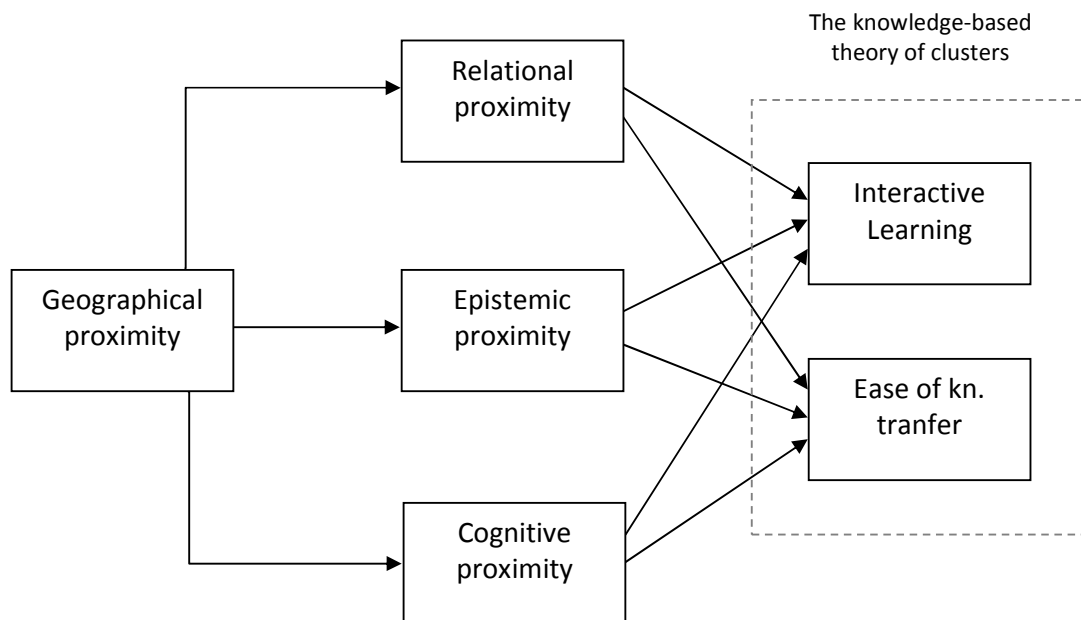 The knowledge-based
theory of clusters
Relational
proximity
Interactive
Learning
Geographical
proximity
Epistemic
proximity
Ease of kn.
tranfer
Cognitive
proximity